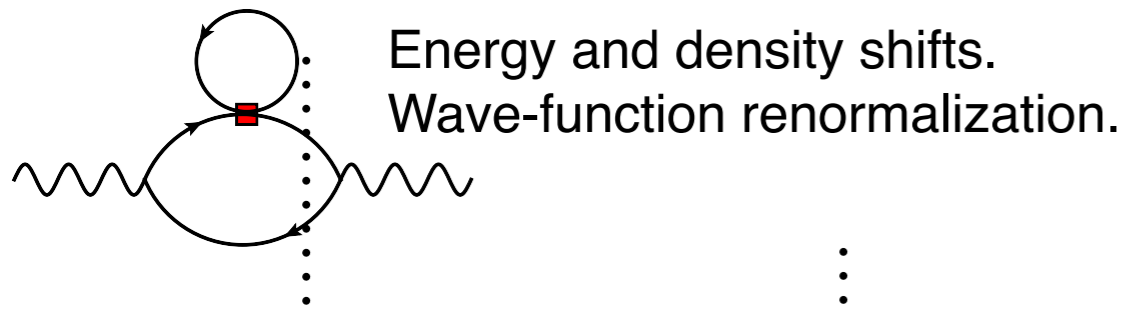 Energy and density shifts.
Wave-function renormalization.